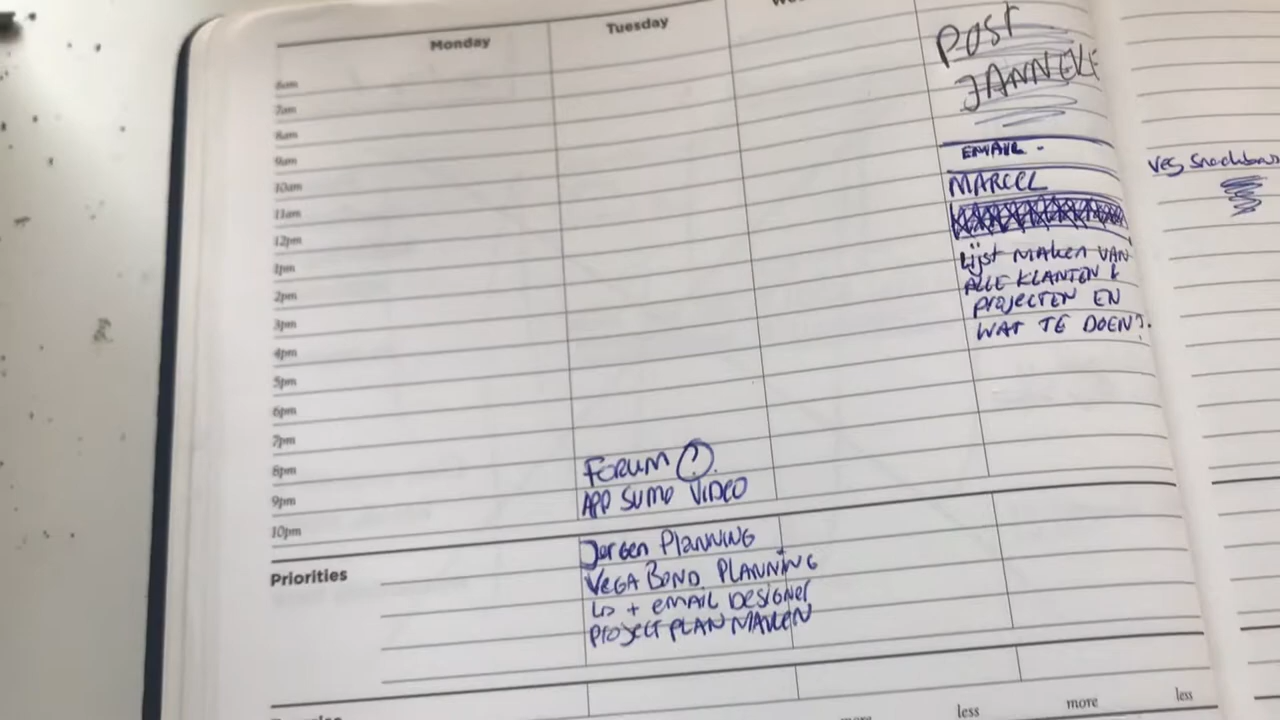 Monday
Tuesday
POST
JANNEKE
6am
7am
8am
9am
10am
11am
12pm
1pm
2pm
3pm
4pm
5pm
6pm
7pm
8pm
9pm
10pm
EMAIL -
MARCEL
Lijst MAKEN VAN
ALLE KLANTEN &
PROJECTEN EN
WAT TE DOEN?
Veg
FORUM
APP SUMO VIDEO
Priorities
Jorgen PLANNING
VEGA BOND PLANNING
+ EMAIL DESIGNER
PROJECT PLAN MAKEN
less
more
less